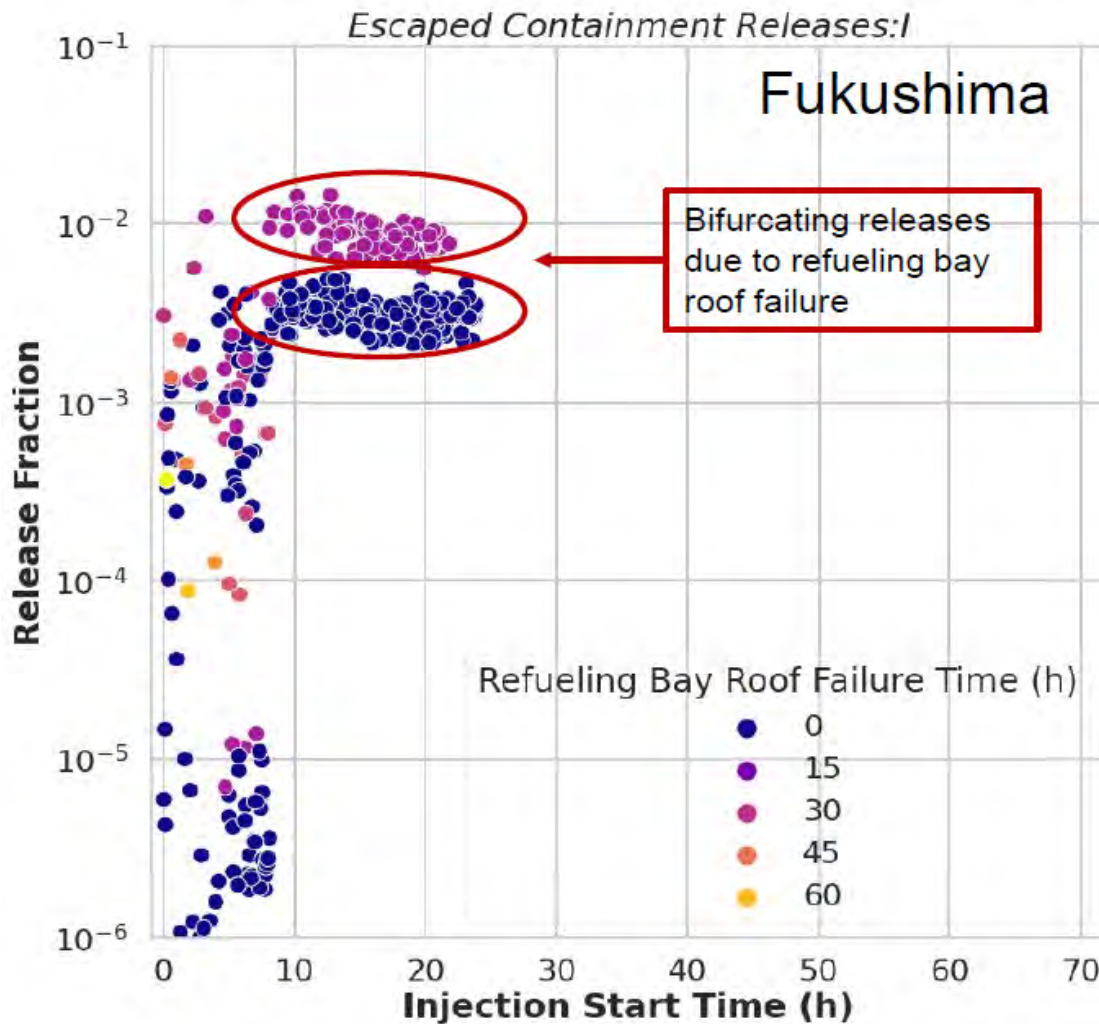 Escaped Containment Releases:I
Fukushima
Bifurcating releases
due to refueling bay
roof failure
Release Fraction
10⁻¹
10⁻²
10⁻³
10⁻⁴
10⁻⁵
10⁻⁶
Refueling Bay Roof Failure Time (h)
0
15
30
45
60
0 10 20 30 40 50 60 70
Injection Start Time (h)